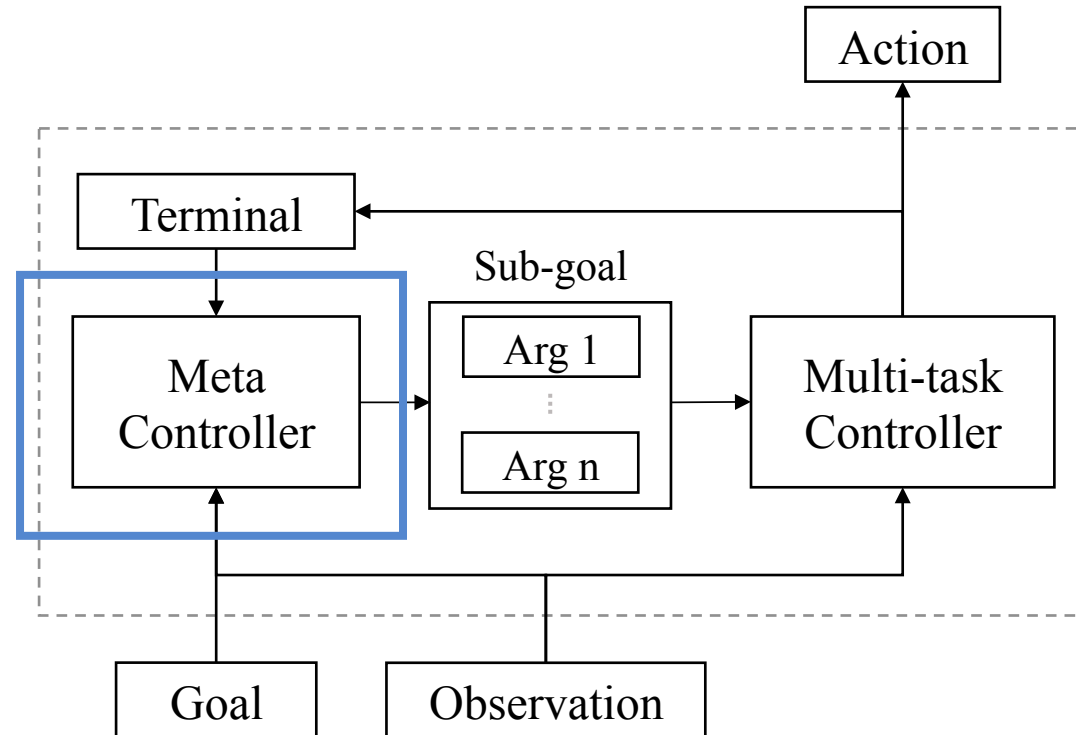 Action
Terminal
Sub-goal
Meta
Controller
Arg 1
Arg n
Multi-task
Controller
Goal
Observation